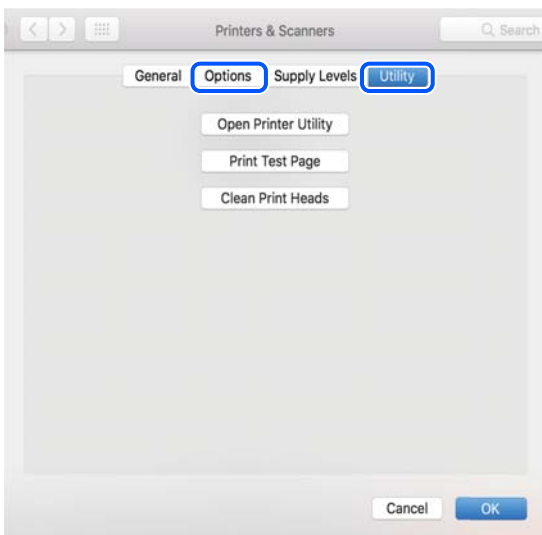 Printers & Scanners Search
General Options Supply Levels Utility
Open Printer Utility
Print Test Page
Clean Print Heads
Cancel OK